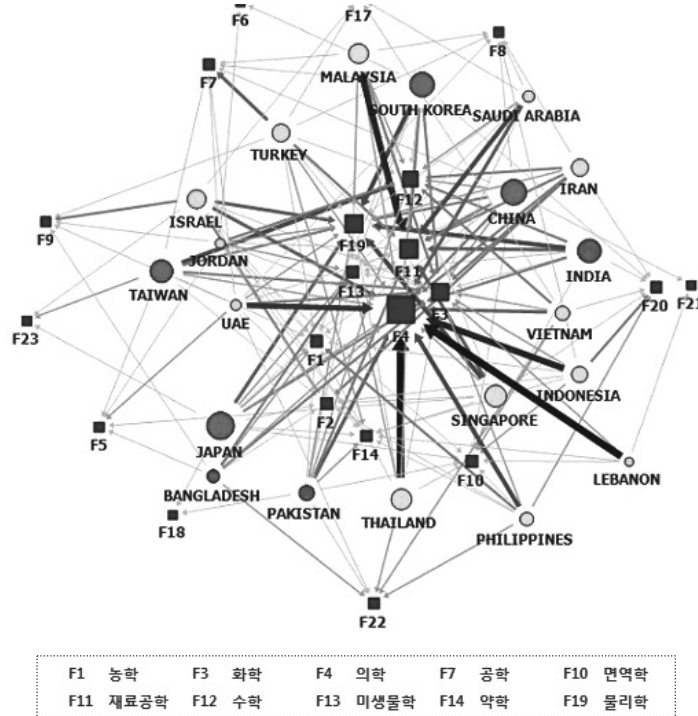 F6
F17
F8
F7
MALAYSIA
SOUTH KOREA
SAUDI ARABIA
TURKEY
IRAN
F12
CHINA
ISRAEL
F9
F19
JORDAN
F11
INDIA
TAIWAN
F13
F3
F20
F21
UAE
F4
VIETNAM
F23
F1
INDONESIA
SINGAPORE
F2
F5
JAPAN
F14
F10
LEBANON
BANGLADESH
PAKISTAN
THAILAND
F18
PHILIPPINES
F22
F1 농학 F3 화학 F4 의학 F7 공학 F10 면역학
F11 재료공학 F12 수학 F13 미생물학 F14 약학 F19 물리학